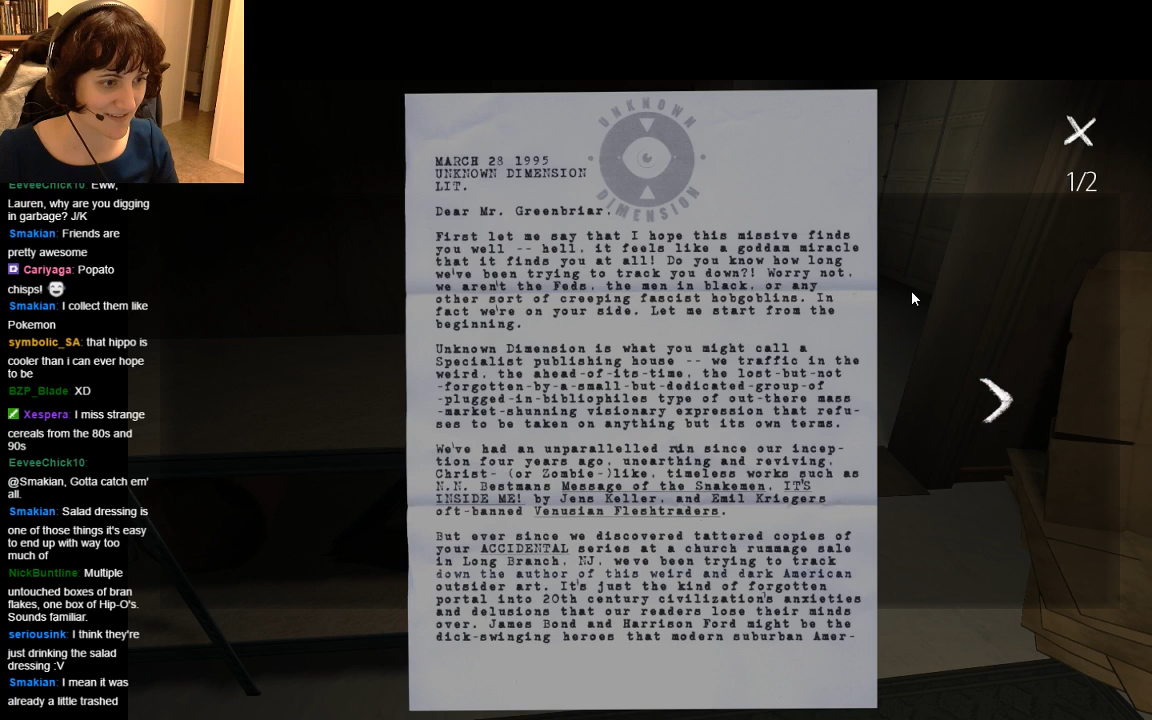 EeveeChick10: Eww,
Lauren, why are you digging
in garbage? J/K
Smakian: Friends are
pretty awesome
Cariyaga: Popato
chisps!
Smakian: I collect them like
Pokemon
symbolic_SA: that hippo is
cooler than i can ever hope
to be
BZP_Blade XD
Xespera: I miss strange
cereals from the 80s and
90s
EeveeChick10:
@Smakian, Gotta catch em'
all.
Smakian: Salad dressing is
one of those things it's easy
to end up with way too
much of
NickBuntline: Multiple
untouched boxes of bran
flakes, one box of Hip-O's.
Sounds familiar.
seriousink: I think they're
just drinking the salad
dressing :V
Smakian: I mean it was
already a little trashed
UNKNOWN
DIMENSION
MARCH 28 1995
UNKNOWN DIMENSION
LIT.
Dear Mr. Greenbriar.
First let me say that I hope this missive finds
you well -- hell, it feels like a goddam miracle
that it finds you at all! Do you know how long
we've been trying to track you down?! Worry not,
we aren't the Feds, the men in black, or any
other sort of creeping fascist hobgoblins. In
fact we're on your side. Let me start from the
beginning.
Unknown Dimension is what you might call a
Specialist publishing house -- we traffic in the
weird, the ahead-of-its-time, the lost-but-not
-forgotten-by-a-small-but-dedicated-group-of
-plugged-in-bibliophiles type of out-there mass
-market-shunning visionary expression that refu-
ses to be taken on anything but its own terms.
We've had an unparallelled run since our incep-
tion four years ago, unearthing and reviving,
Christ- (or Zombie-)like, timeless works such as
N.N. Bestmans Message of the Snakemen, IT'S
INSIDE ME! by Jens Keller, and Emil Kriegers
oft-banned Venusian Fleshtraders.
But ever since we discovered tattered copies of
your ACCIDENTAL series at a church rummage sale
in Long Branch, NJ, we've been trying to track
down the author of this weird and dark American
outsider art. It's just the kind of forgotten
portal into 20th century civilization's anxieties
and delusions that our readers lose their minds
over. James Bond and Harrison Ford might be the
dick-swinging heroes that modern suburban Amer-
1/2